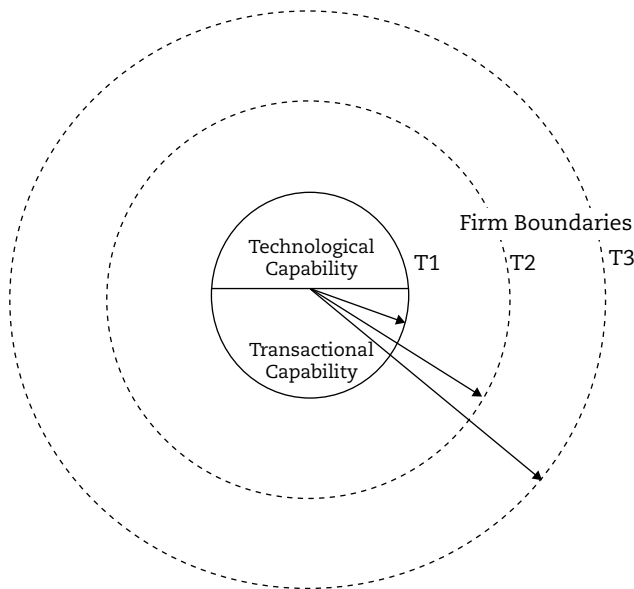 Firm Boundaries
Technological
Capability
T1
T2
T3
Transactional
Capability